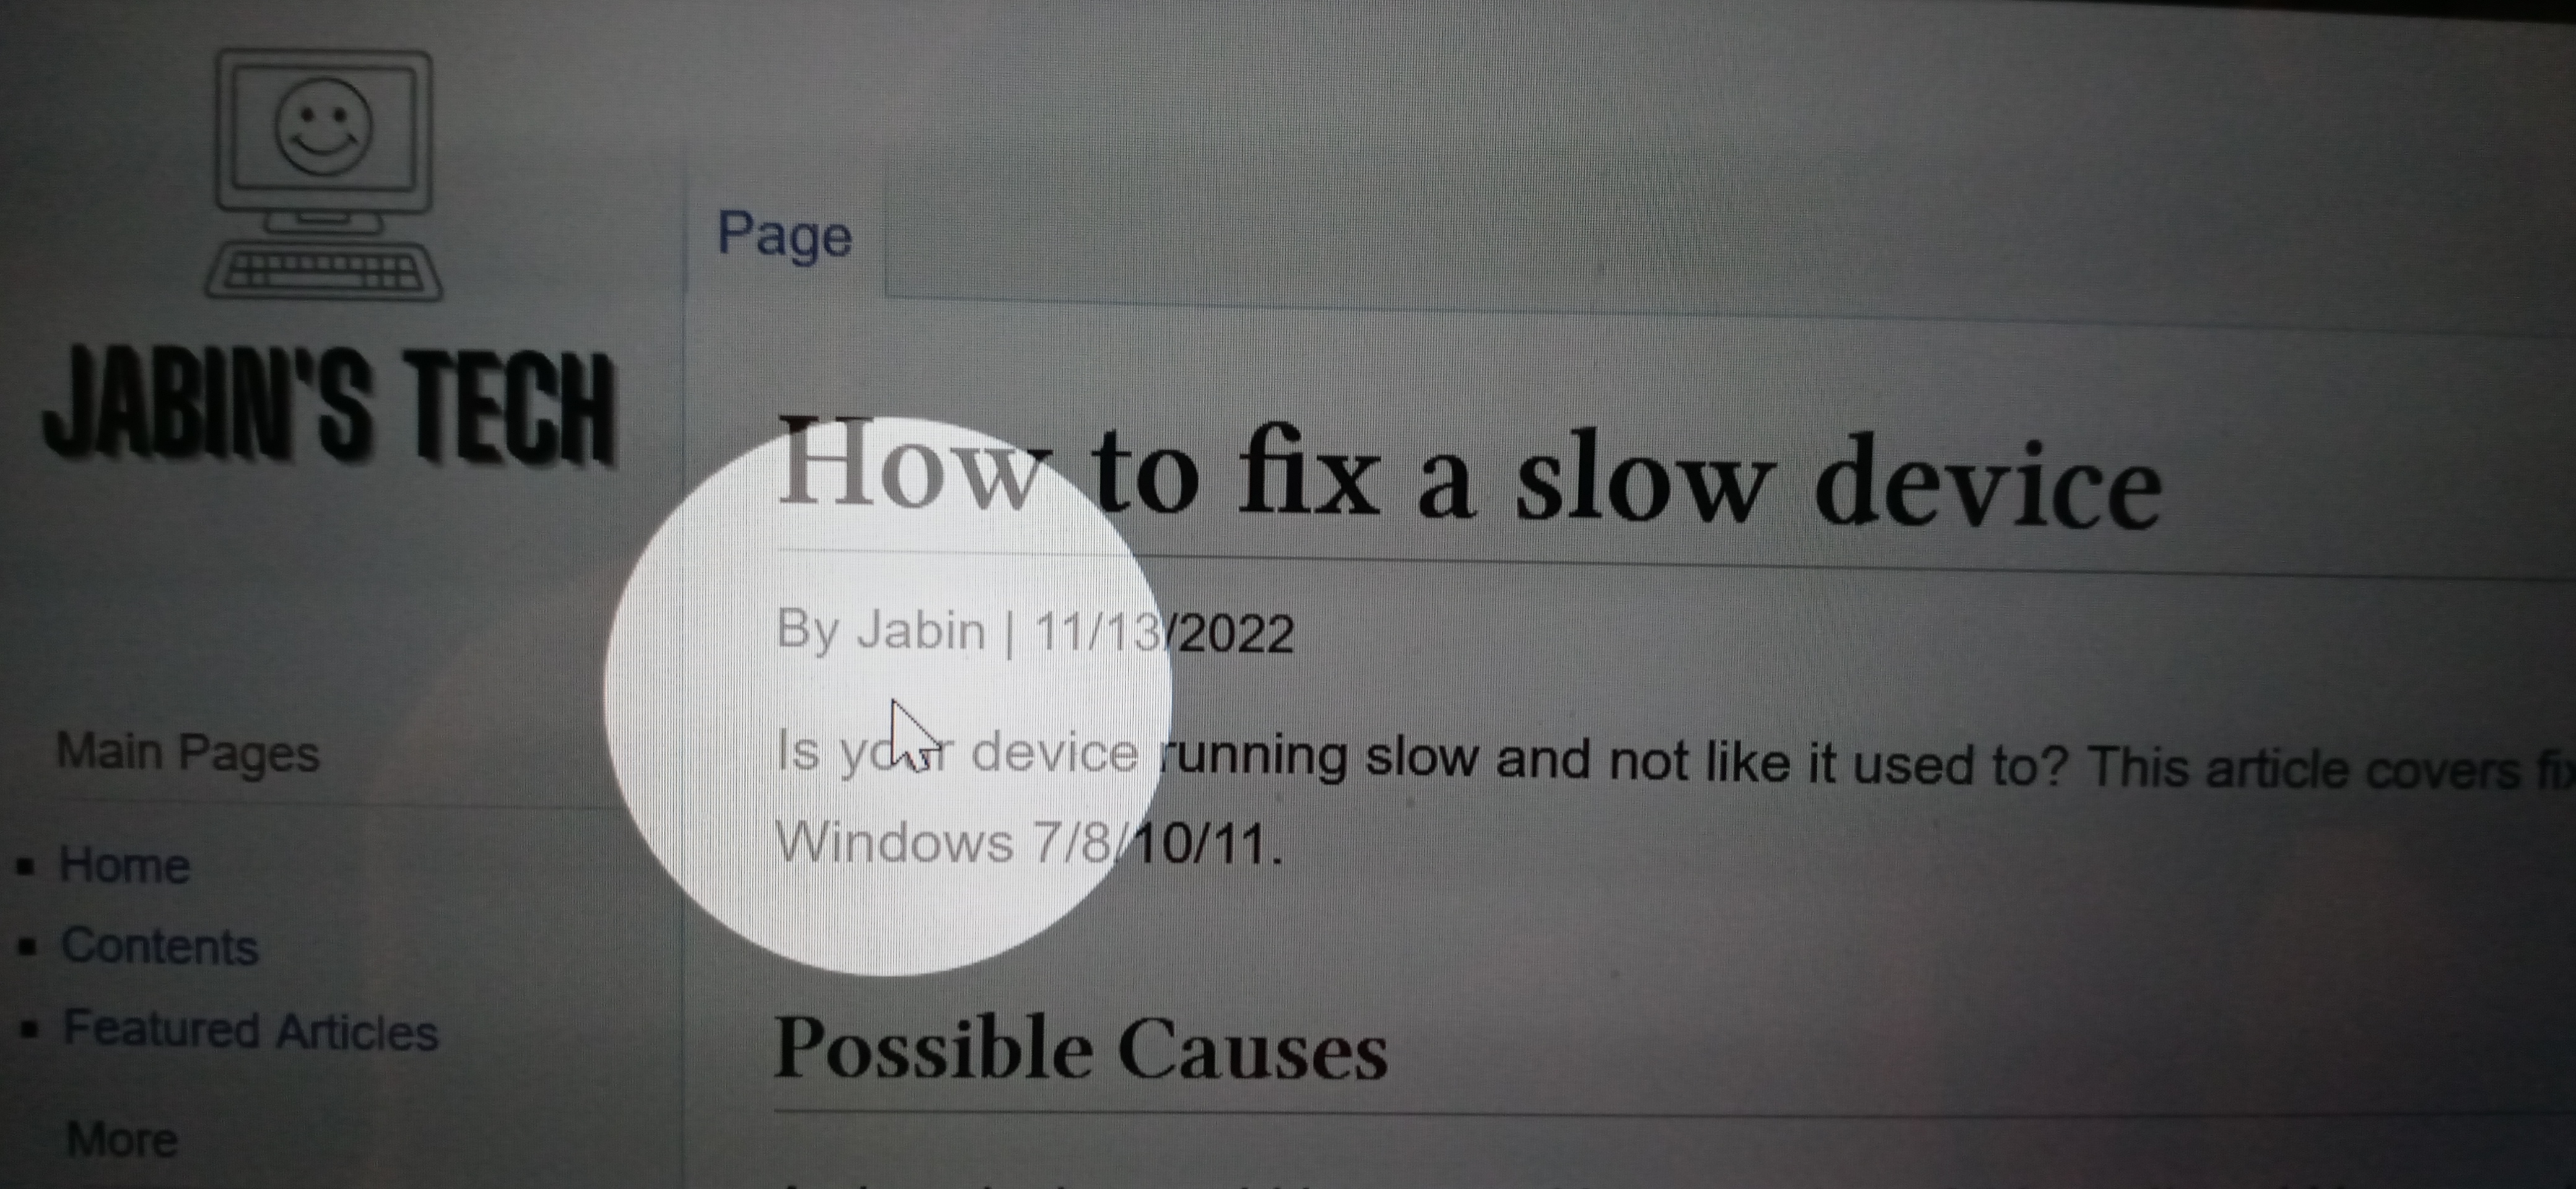 JABIN'S TECH
Page
How to fix a slow device
By Jabin | 11/13/2022
Is your device running slow and not like it used to? This article covers
Windows 7/8/10/11.
Main Pages
Home
Contents
Featured Articles
More
Possible Causes